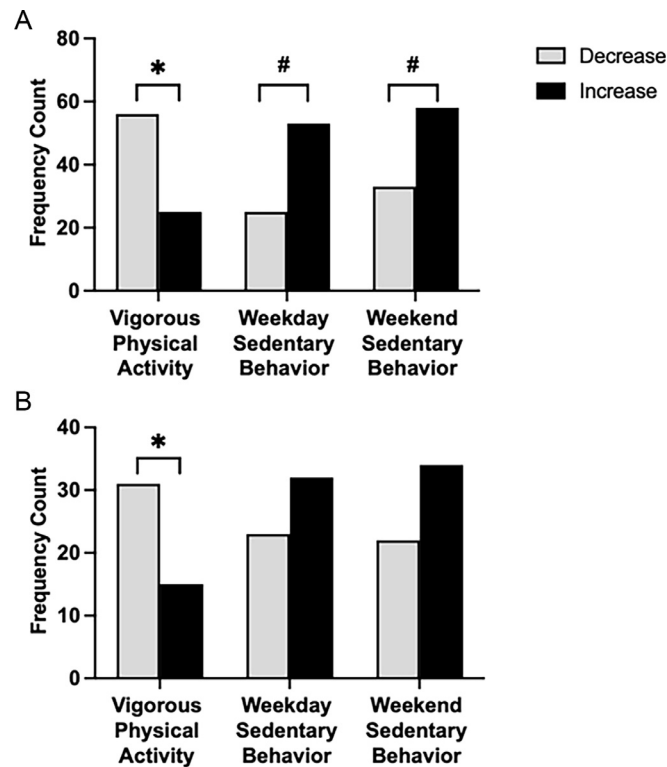 A
80
60
40
20
0
Frequency Count
*
#
#
Decrease
Increase
Vigorous
Physical
Activity
Weekday
Sedentary
Behavior
Weekend
Sedentary
Behavior
B
40
30
20
10
0
Frequency Count
*
Vigorous
Physical
Activity
Weekday
Sedentary
Behavior
Weekend
Sedentary
Behavior